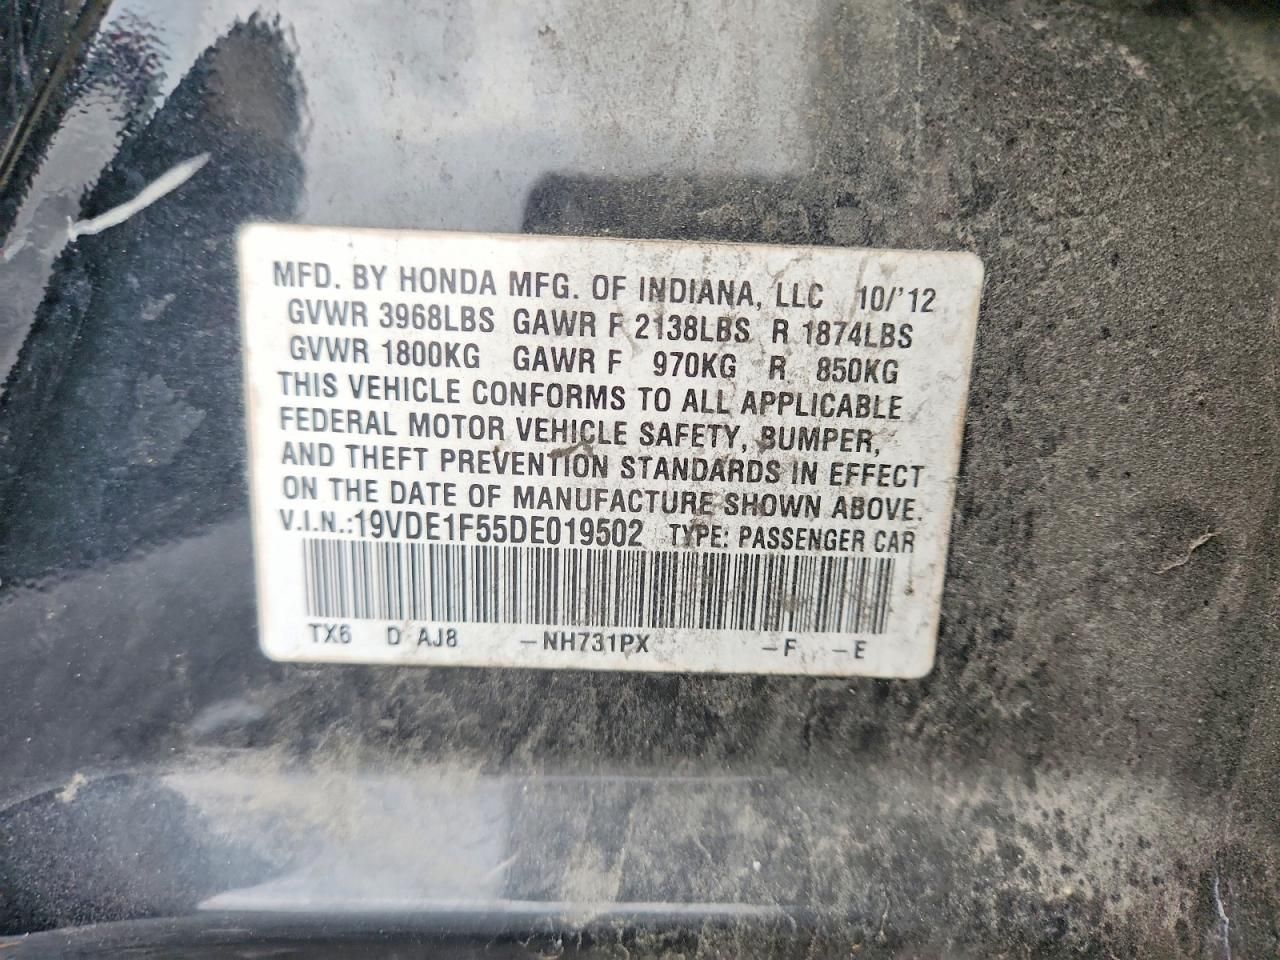 MFD. BY HONDA MFG. OF INDIANA, LLC 10/'12
GVWR 3968LBS GAWR F 2138LBS R 1874LBS
GVWR 1800KG GAWR F 970KG R 850KG
THIS VEHICLE CONFORMS TO ALL APPLICABLE
FEDERAL MOTOR VEHICLE SAFETY, BUMPER,
AND THEFT PREVENTION STANDARDS IN EFFECT
ON THE DATE OF MANUFACTURE SHOWN ABOVE.
V.I.N.:19VDE1F55DE019502 TYPE: PASSENGER CAR
TX6 D AJ8 –NH731PX –F –E